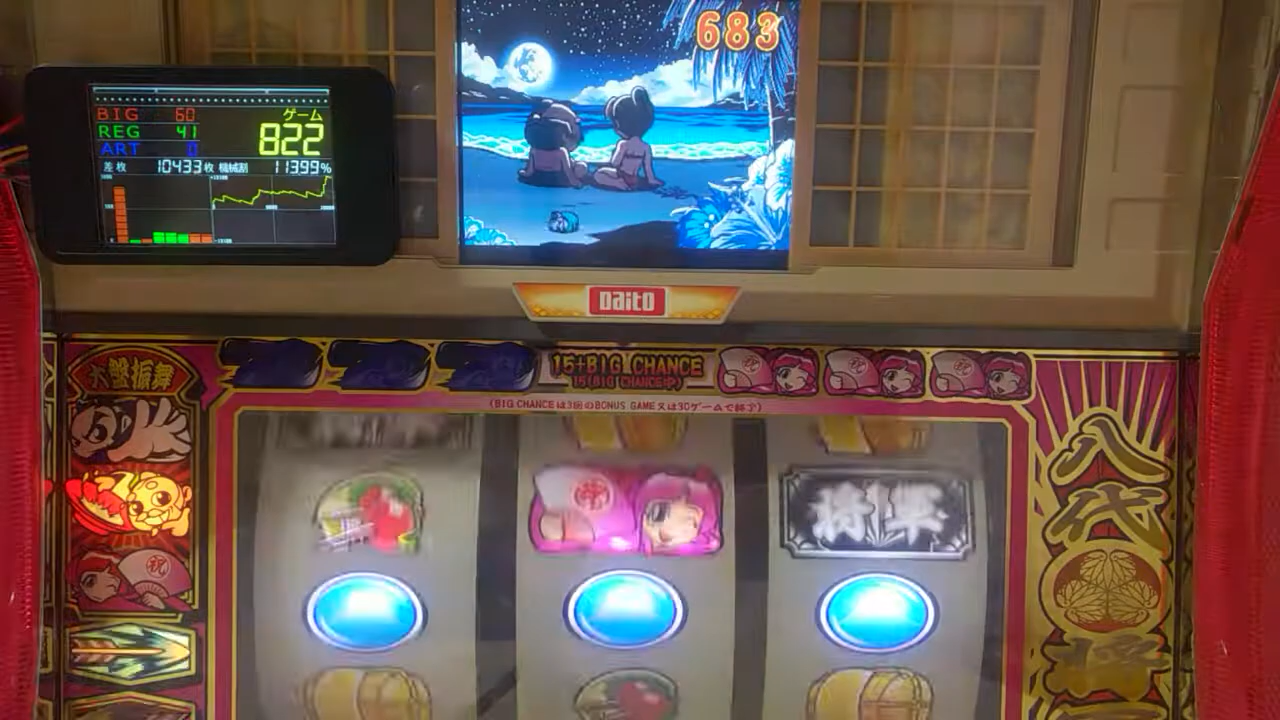 683
BIG 60
REG 41
ART 0
ゲーム
822
差枚 10433枚 機械割 113.99%
DAITO
大盤振舞
15+BIG CHANCE
15(BIG CHANCE中)
(BIG CHANCEは3回のBONUS GAME又は30ゲームで終了)
祝
八代将